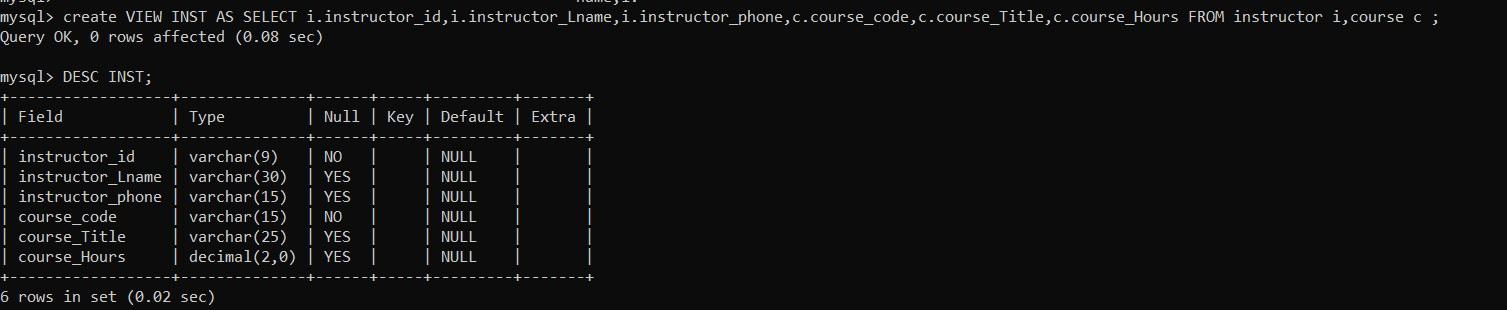 name,i.
mysql> create VIEW INST AS SELECT i.instructor_id,i.instructor_Lname,i.instructor_phone,c.course_code,c.course_Title,c.course_Hours FROM instructor i,course c ;
Query OK, 0 rows affected (0.08 sec)
mysql> DESC INST;
+------------------+--------------+------+-----+---------+-------+
| Field            | Type         | Null | Key | Default | Extra |
+------------------+--------------+------+-----+---------+-------+
| instructor_id    | varchar(9)   | NO   |     | NULL    |       |
| instructor_Lname | varchar(30)  | YES  |     | NULL    |       |
| instructor_phone | varchar(15)  | YES  |     | NULL    |       |
| course_code      | varchar(15)  | NO   |     | NULL    |       |
| course_Title     | varchar(25)  | YES  |     | NULL    |       |
| course_Hours     | decimal(2,0) | YES  |     | NULL    |       |
+------------------+--------------+------+-----+---------+-------+
6 rows in set (0.02 sec)